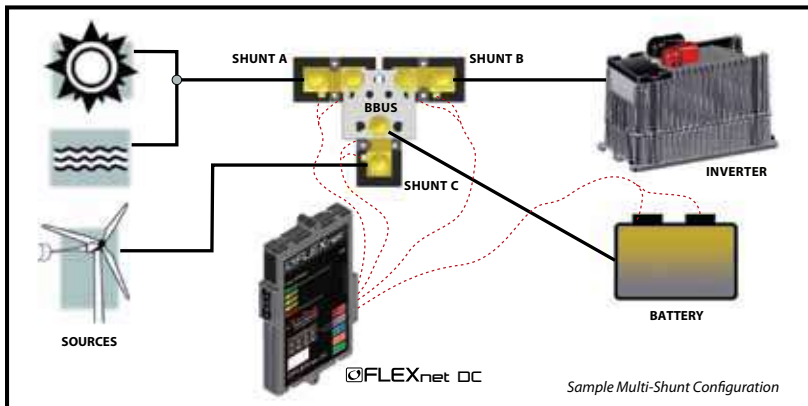 SHUNT A
SHUNT B
BBUS
SHUNT C
INVERTER
BATTERY
SOURCES
FLEXnet DC
Sample Multi-Shunt Configuration